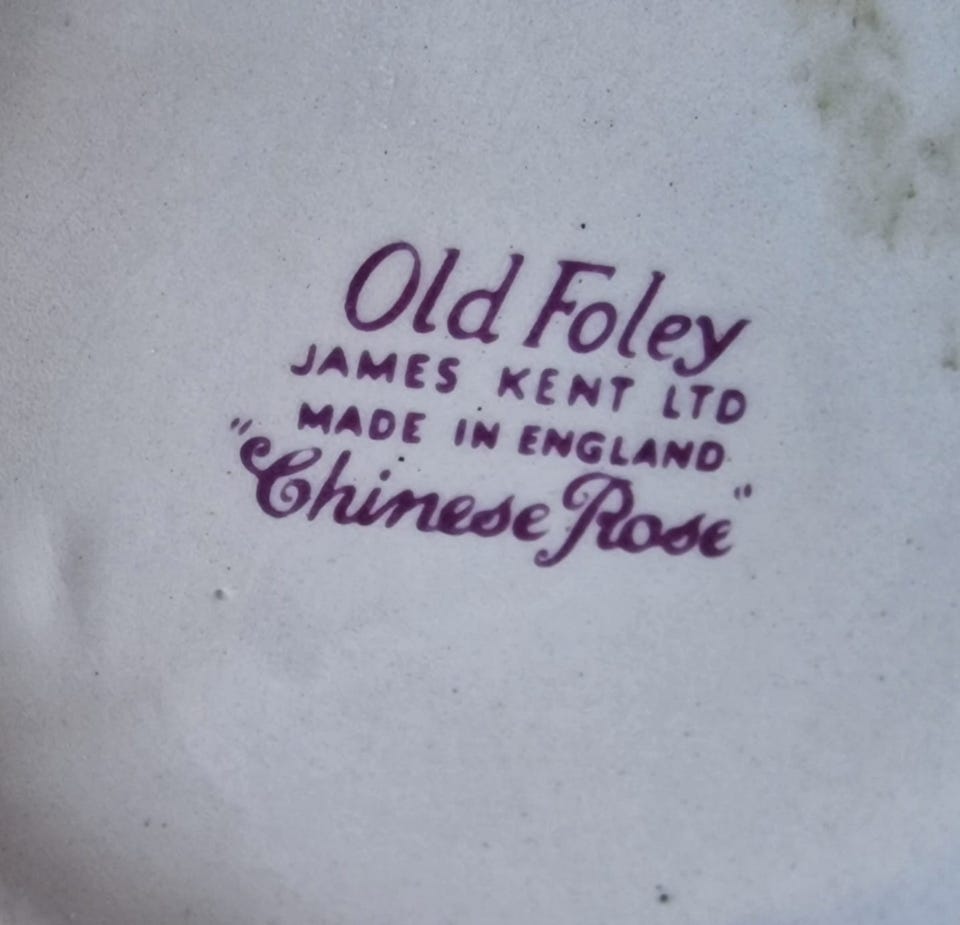 Old Foley
JAMES KENT LTD
MADE IN ENGLAND
"Chinese Rose"